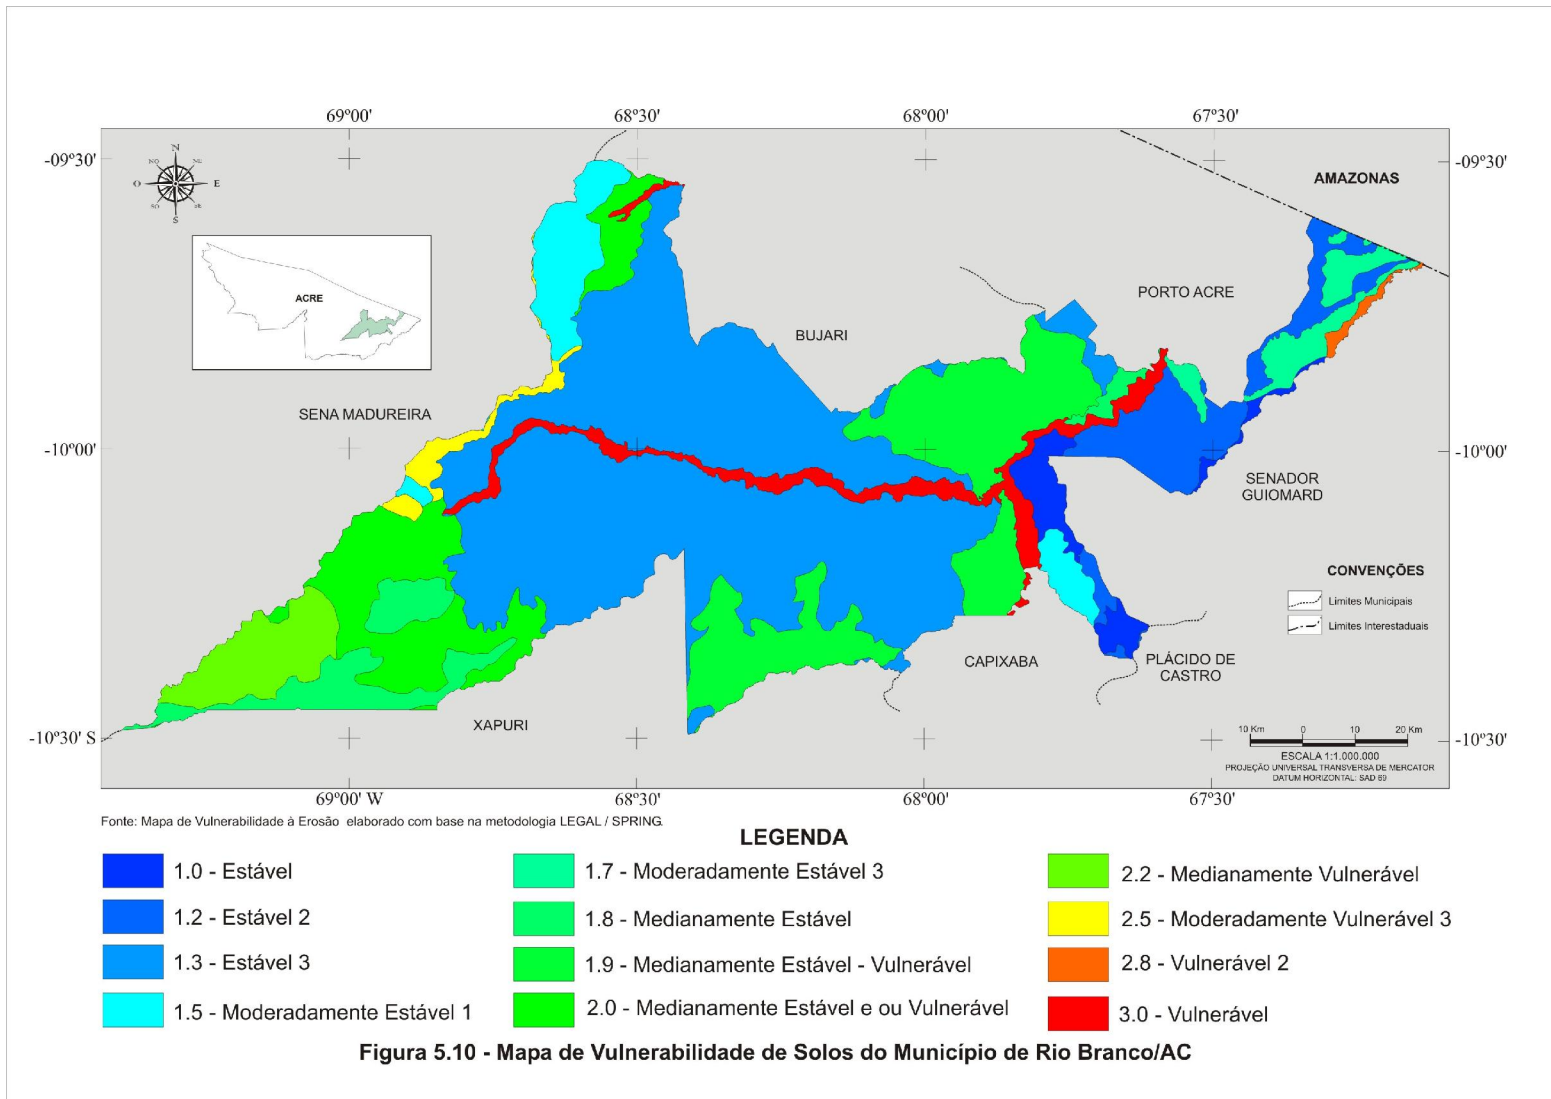 69º00'
68º30'
68º00'
67º30'
-09º30'
-09º30'
N
NO
NE
O
E
SO
S
AMAZONAS
ACRE
PORTO ACRE
BUJARI
SENA MADUREIRA
-10º00'
-10º00'
SENADOR
GUIOMARD
CONVENÇÕES
Limites Municipais
Limites Interestaduais
CAPIXABA
PLÁCIDO DE
CASTRO
XAPURI
-10º30' S
-10º30'
10 Km
0
10
20 Km
ESCALA 1:1.000.000
PROJEÇÃO UNIVERSAL TRANSVERSA DE MERCATOR
DATUM HORIZONTAL: SAD 69
69º00' W
68º30'
68º00'
67º30'
Fonte: Mapa de Vulnerabilidade à Erosão elaborado com base na metodologia LEGAL / SPRING.
LEGENDA
1.0 - Estável
1.2 - Estável 2
1.3 - Estável 3
1.5 - Moderadamente Estável 1
1.7 - Moderadamente Estável 3
1.8 - Medianamente Estável
1.9 - Medianamente Estável - Vulnerável
2.0 - Medianamente Estável e ou Vulnerável
2.2 - Medianamente Vulnerável
2.5 - Moderadamente Vulnerável 3
2.8 - Vulnerável 2
3.0 - Vulnerável
Figura 5.10 - Mapa de Vulnerabilidade de Solos do Município de Rio Branco/AC